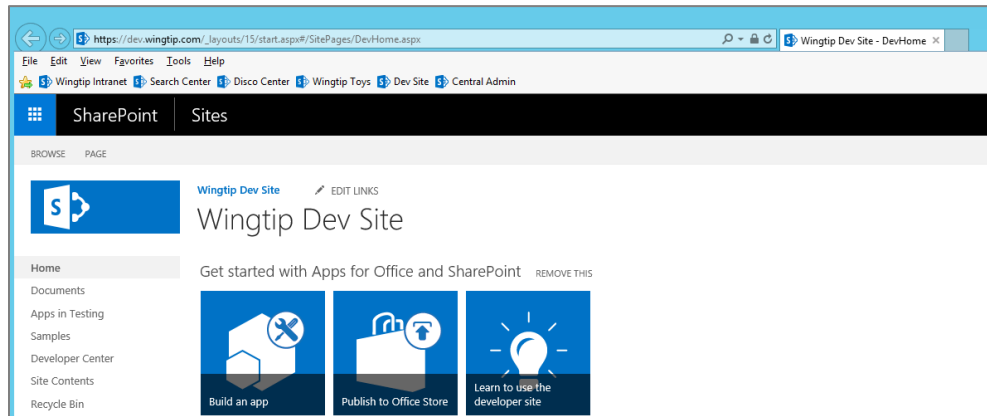 https://dev.wingtip.com/_layouts/15/start.aspx#/SitePages/DevHome.aspx
Wingtip Dev Site - DevHome
File Edit View Favorites Tools Help
Wingtip Intranet Search Center Disco Center Wingtip Toys Dev Site Central Admin
SharePoint Sites
BROWSE PAGE
S
Wingtip Dev Site EDIT LINKS
Wingtip Dev Site
Home
Documents
Apps in Testing
Samples
Developer Center
Site Contents
Recycle Bin
Get started with Apps for Office and SharePoint REMOVE THIS
Build an app
Publish to Office Store
Learn to use the
developer site